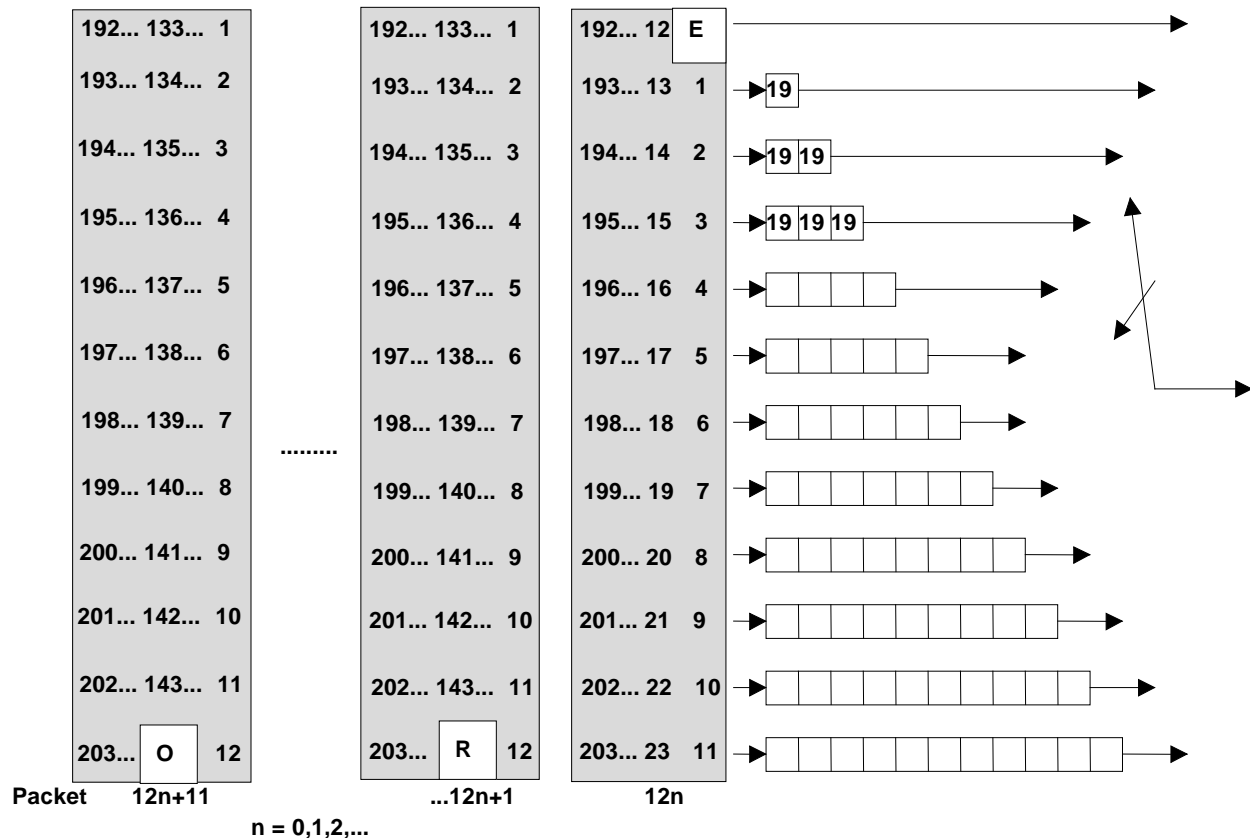 192... 133... 1 192... 133... 1 192... 12 E
193... 134... 2 193... 134... 2 193... 13 1 19
194... 135... 3 194... 135... 3 194... 14 2 19 19
195... 136... 4 195... 136... 4 195... 15 3 19 19 19
196... 137... 5 196... 137... 5 196... 16 4
197... 138... 6 197... 138... 6 197... 17 5
198... 139... 7 198... 139... 7 198... 18 6
.........
199... 140... 8 199... 140... 8 199... 19 7
200... 141... 9 200... 141... 9 200... 20 8
201... 142... 10 201... 142... 10 201... 21 9
202... 143... 11 202... 143... 11 202... 22 10
203... O 12 203... R 12 203... 23 11
Packet 12n+11 ...12n+1 12n
n = 0,1,2,...